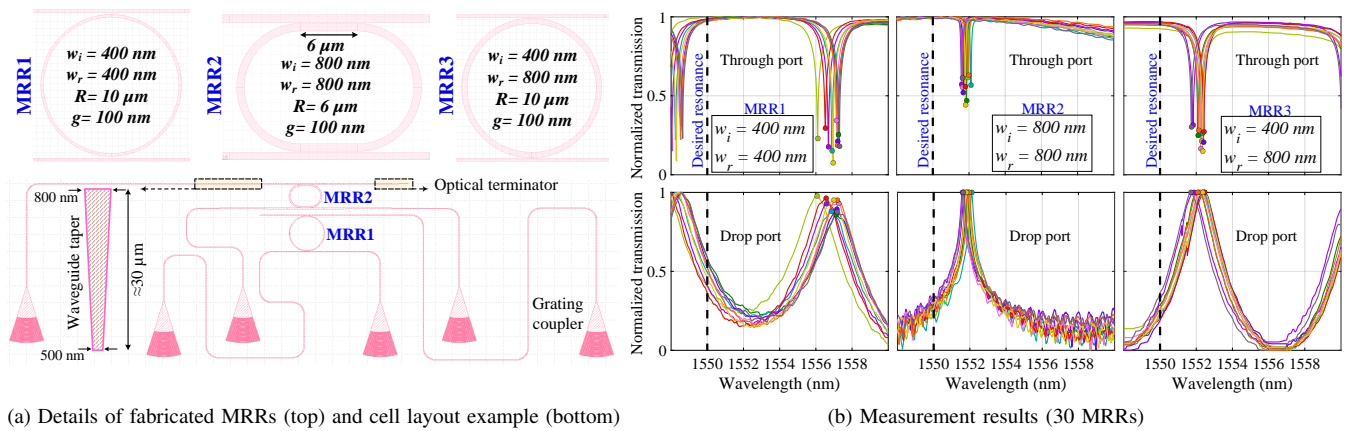 MRR1
w_i = 400 nm
w_r = 400 nm
R= 10 µm
g= 100 nm
MRR2
6 µm
w_i = 800 nm
w_r = 800 nm
R= 6 µm
g= 100 nm
MRR3
w_i = 400 nm
w_r = 800 nm
R= 10 µm
g= 100 nm
800 nm
Waveguide taper
≈30 µm
500 nm
Optical terminator
MRR2
MRR1
Grating
coupler
(a) Details of fabricated MRRs (top) and cell layout example (bottom)
Normalized transmission
1
0.5
0
Desired resonance
Through port
MRR1
w_i = 400 nm
w_r = 400 nm
Desired resonance
Through port
MRR2
w_i = 800 nm
w_r = 800 nm
Desired resonance
Through port
MRR3
w_i = 400 nm
w_r = 800 nm
Normalized transmission
1
0.5
0
Drop port
Drop port
Drop port
1550 1552 1554 1556 1558
1550 1552 1554 1556 1558
1550 1552 1554 1556 1558
Wavelength (nm)
Wavelength (nm)
Wavelength (nm)
(b) Measurement results (30 MRRs)